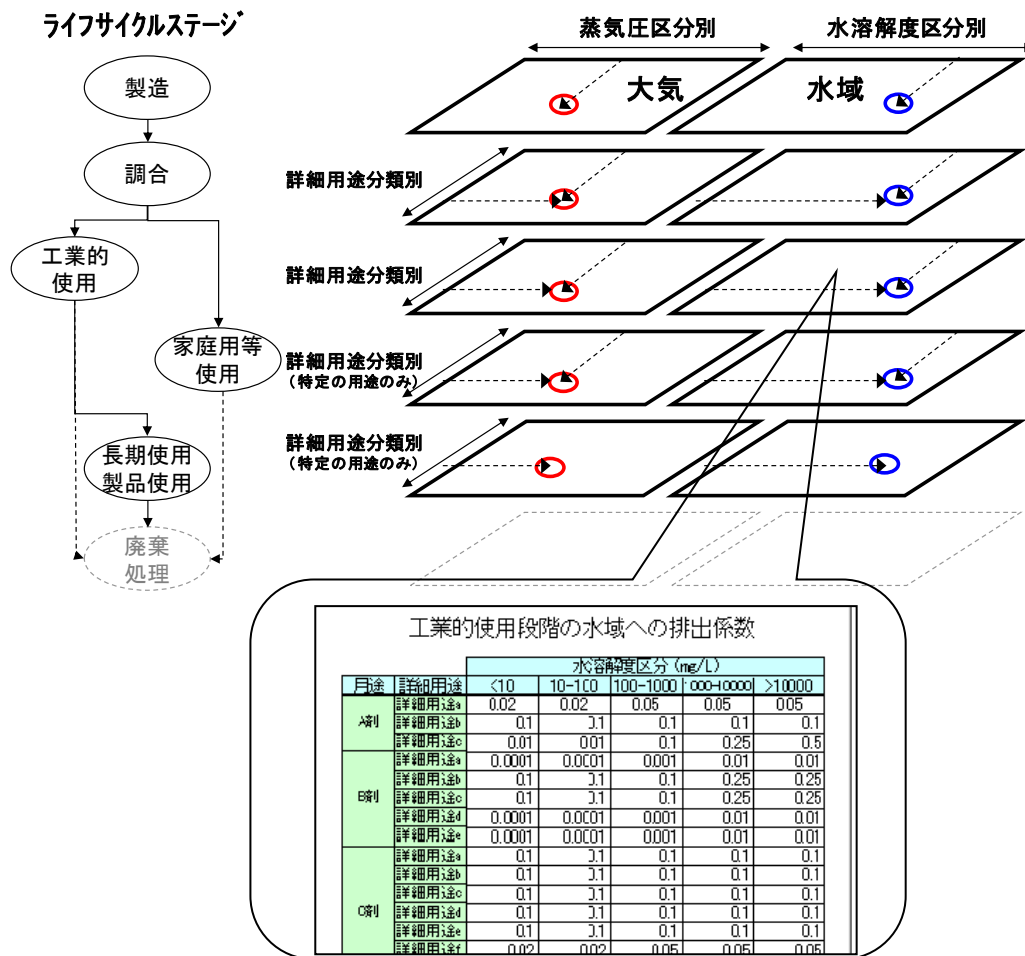 ライフサイクルステージ
製造
調合
工業的
使用
家庭用等
使用
長期使用
製品使用
廃棄
処理
蒸気圧区分別
水溶解度区分別
大気
水域
詳細用途分類別
詳細用途分類別
詳細用途分類別
（特定の用途のみ）
詳細用途分類別
（特定の用途のみ）
工業的使用段階の水域への排出係数
水溶解度区分 (mg/L)
用途 詳細用途 <10 10-100 100-1000 1000-10000 >10000
A剤
詳細用途a 0.02 0.02 0.05 0.05 0.05
詳細用途b 0.1 0.1 0.1 0.1 0.1
詳細用途c 0.01 0.01 0.1 0.25 0.5
B剤
詳細用途a 0.0001 0.0001 0.001 0.01 0.01
詳細用途b 0.1 0.1 0.1 0.25 0.25
詳細用途c 0.1 0.1 0.1 0.25 0.25
詳細用途d 0.0001 0.0001 0.001 0.01 0.01
詳細用途e 0.0001 0.0001 0.001 0.01 0.01
C剤
詳細用途a 0.1 0.1 0.1 0.1 0.1
詳細用途b 0.1 0.1 0.1 0.1 0.1
詳細用途c 0.1 0.1 0.1 0.1 0.1
詳細用途d 0.1 0.1 0.1 0.1 0.1
詳細用途e 0.1 0.1 0.1 0.1 0.1
詳細用途f 0.02 0.02 0.05 0.05 0.05